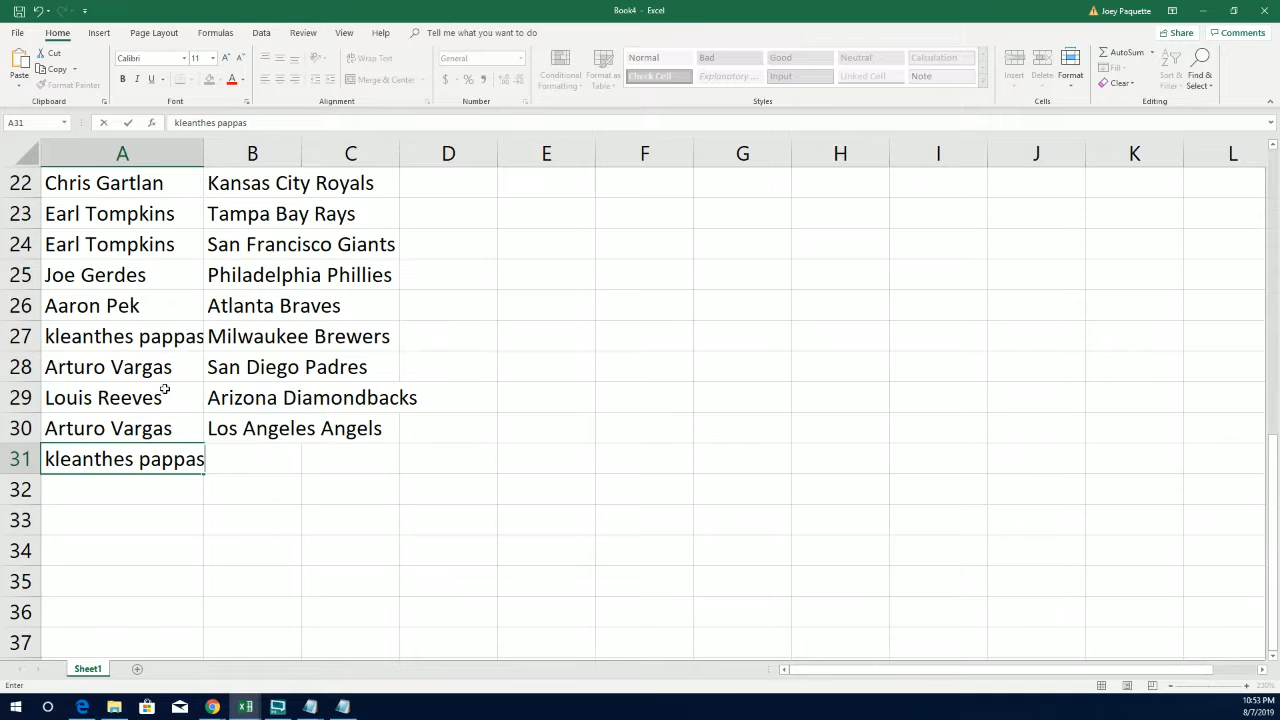 Book4 - Excel
Joey Paquette
File Home Insert Page Layout Formulas Data Review View Help Tell me what you want to do
Share Comments
Paste Cut Copy Format Painter
Calibri 11
B I U A
Wrap Text
Merge & Center
General
$ % ,
Conditional Formatting
Format as Table
Normal Bad Good Neutral Calculation
Check Cell Explanatory ... Input Linked Cell Note
Insert Delete Format
AutoSum
Fill
Clear
Sort & Filter
Find & Select
Clipboard Font Alignment Number Styles Cells Editing
A31 fx kleanthes pappas
A B C D E F G H I J K L
22 Chris Gartlan Kansas City Royals
23 Earl Tompkins Tampa Bay Rays
24 Earl Tompkins San Francisco Giants
25 Joe Gerdes Philadelphia Phillies
26 Aaron Pek Atlanta Braves
27 kleanthes pappas Milwaukee Brewers
28 Arturo Vargas San Diego Padres
29 Louis Reeves Arizona Diamondbacks
30 Arturo Vargas Los Angeles Angels
31 kleanthes pappas
32
33
34
35
36
37
Sheet1
Enter
230%
10:53 PM
8/7/2019